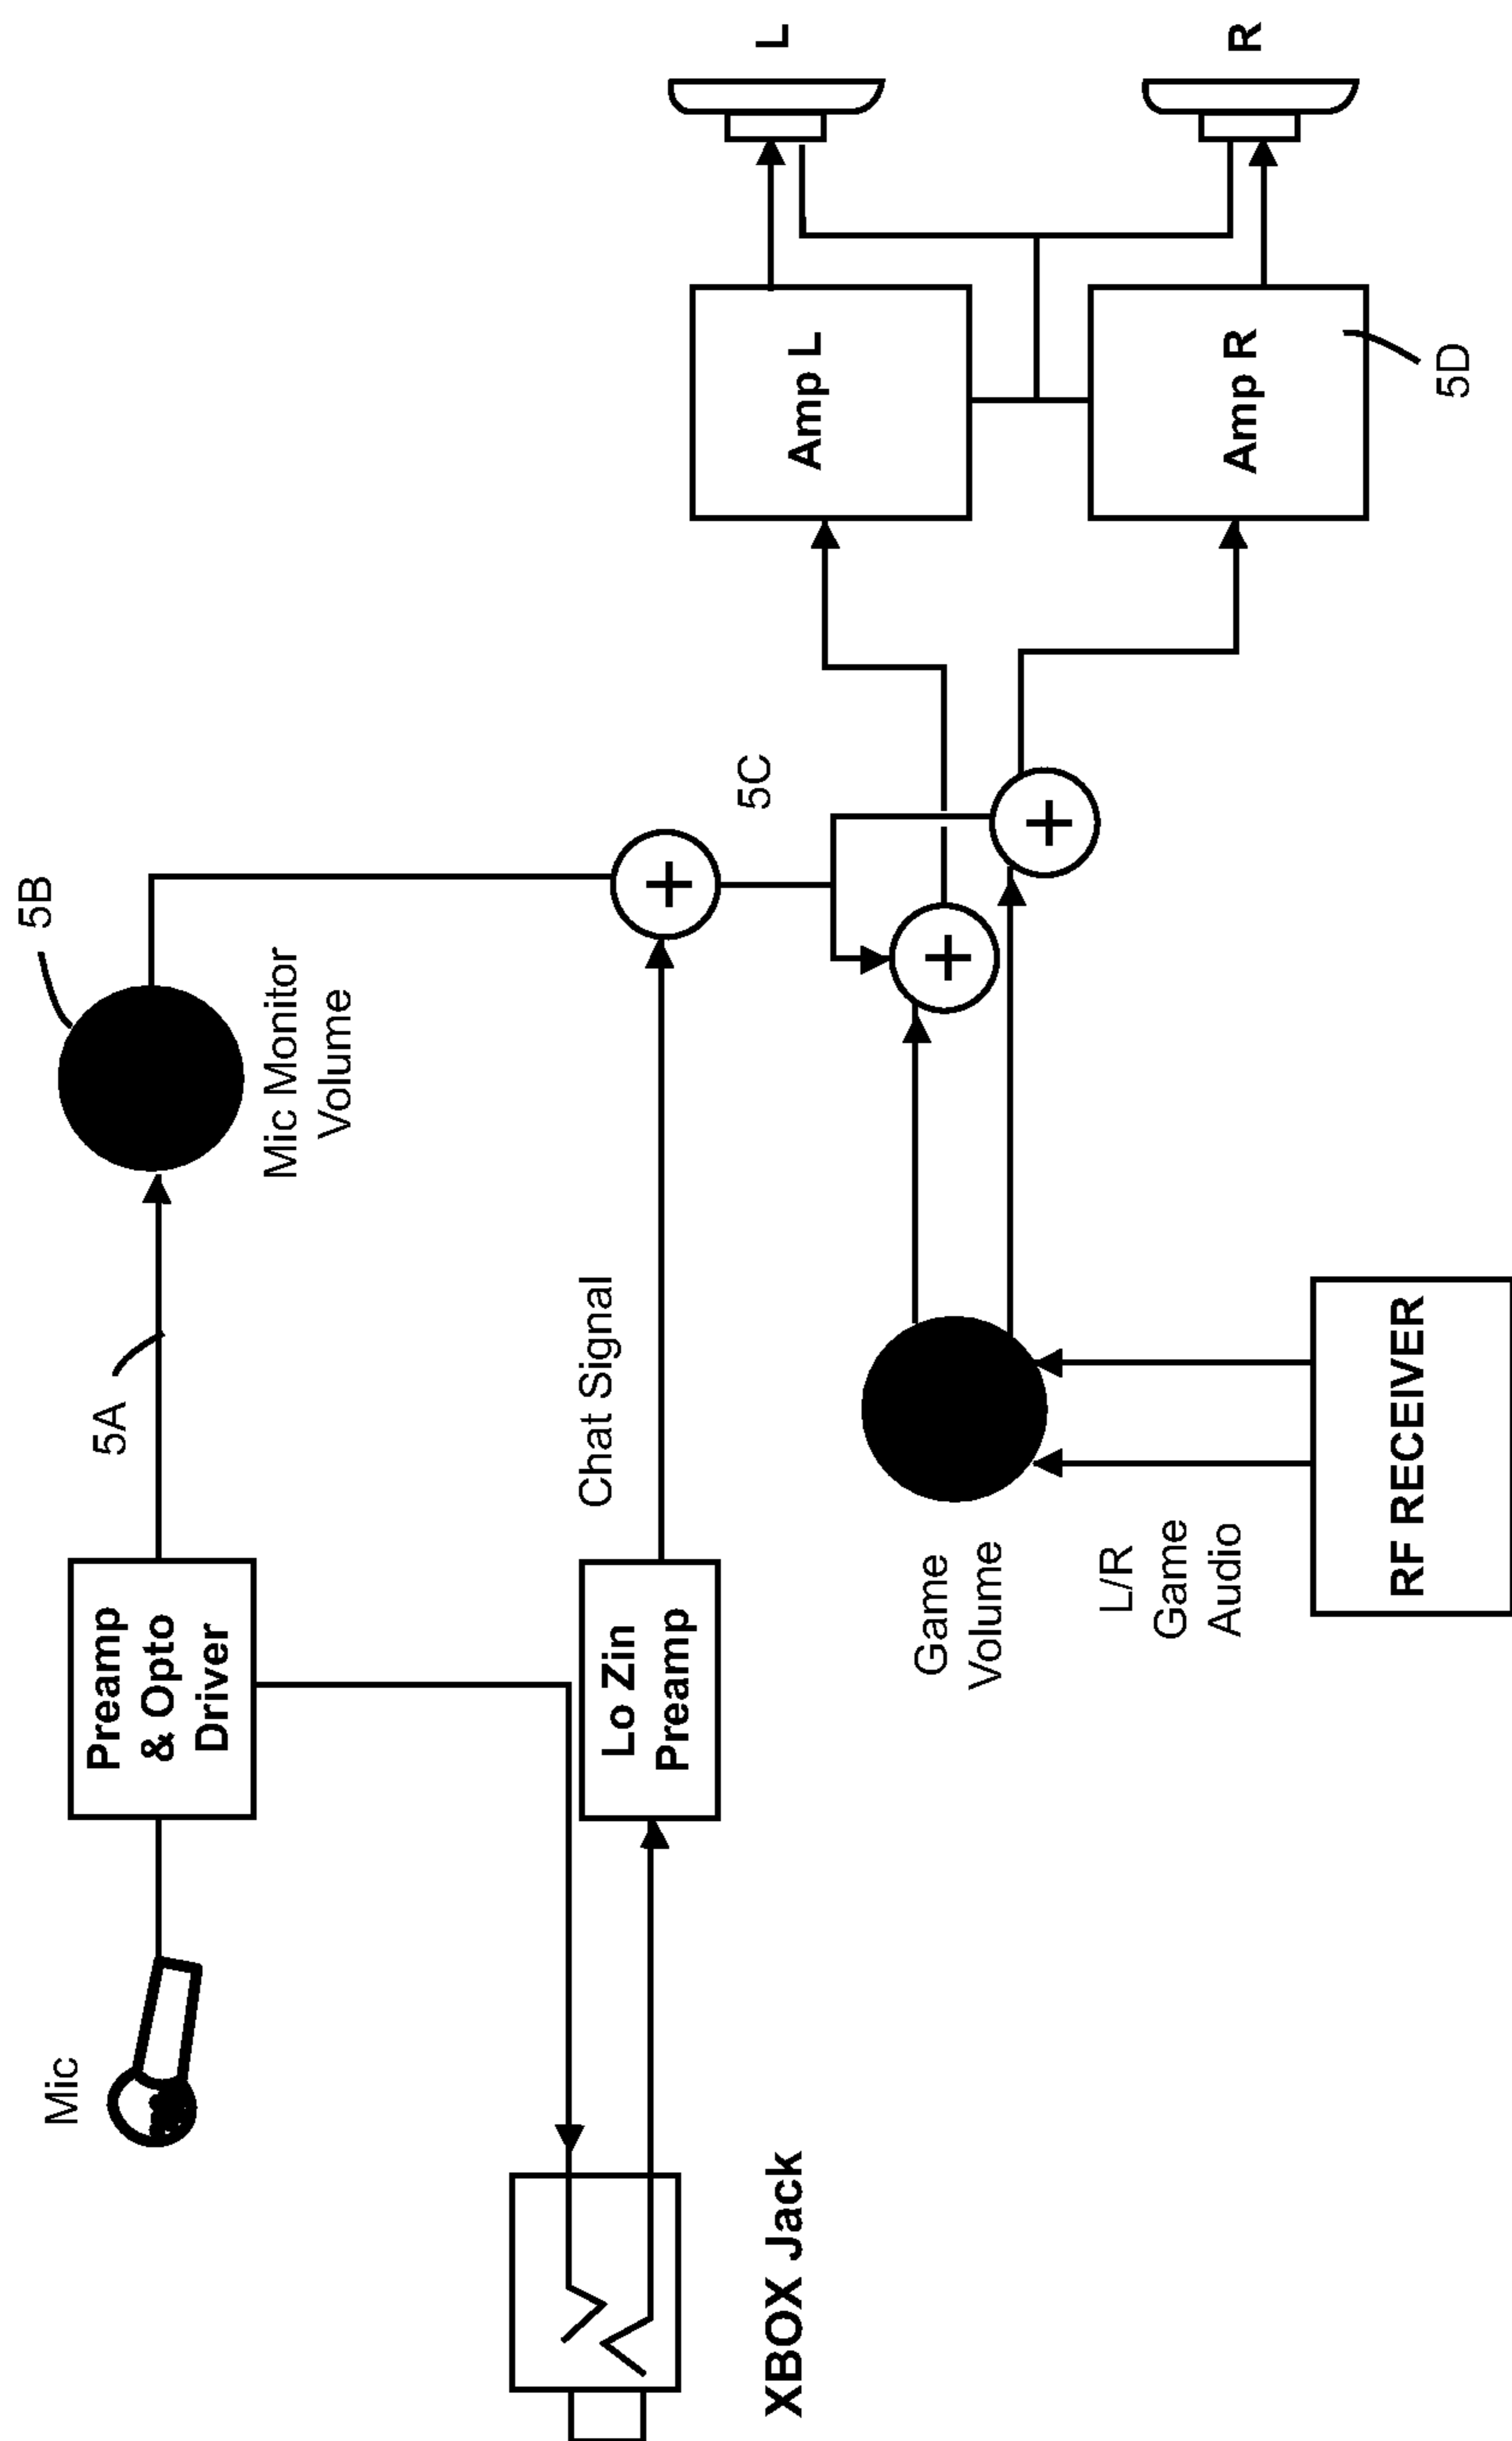 Mic
Preamp
& Opto
Driver
5A
5B
Mic Monitor
Volume
XBOX Jack
Lo Zin
Preamp
Chat Signal
5C
Game
Volume
L/R
Game
Audio
RF RECEIVER
+
+
+
Amp L
Amp R
5D
L
R